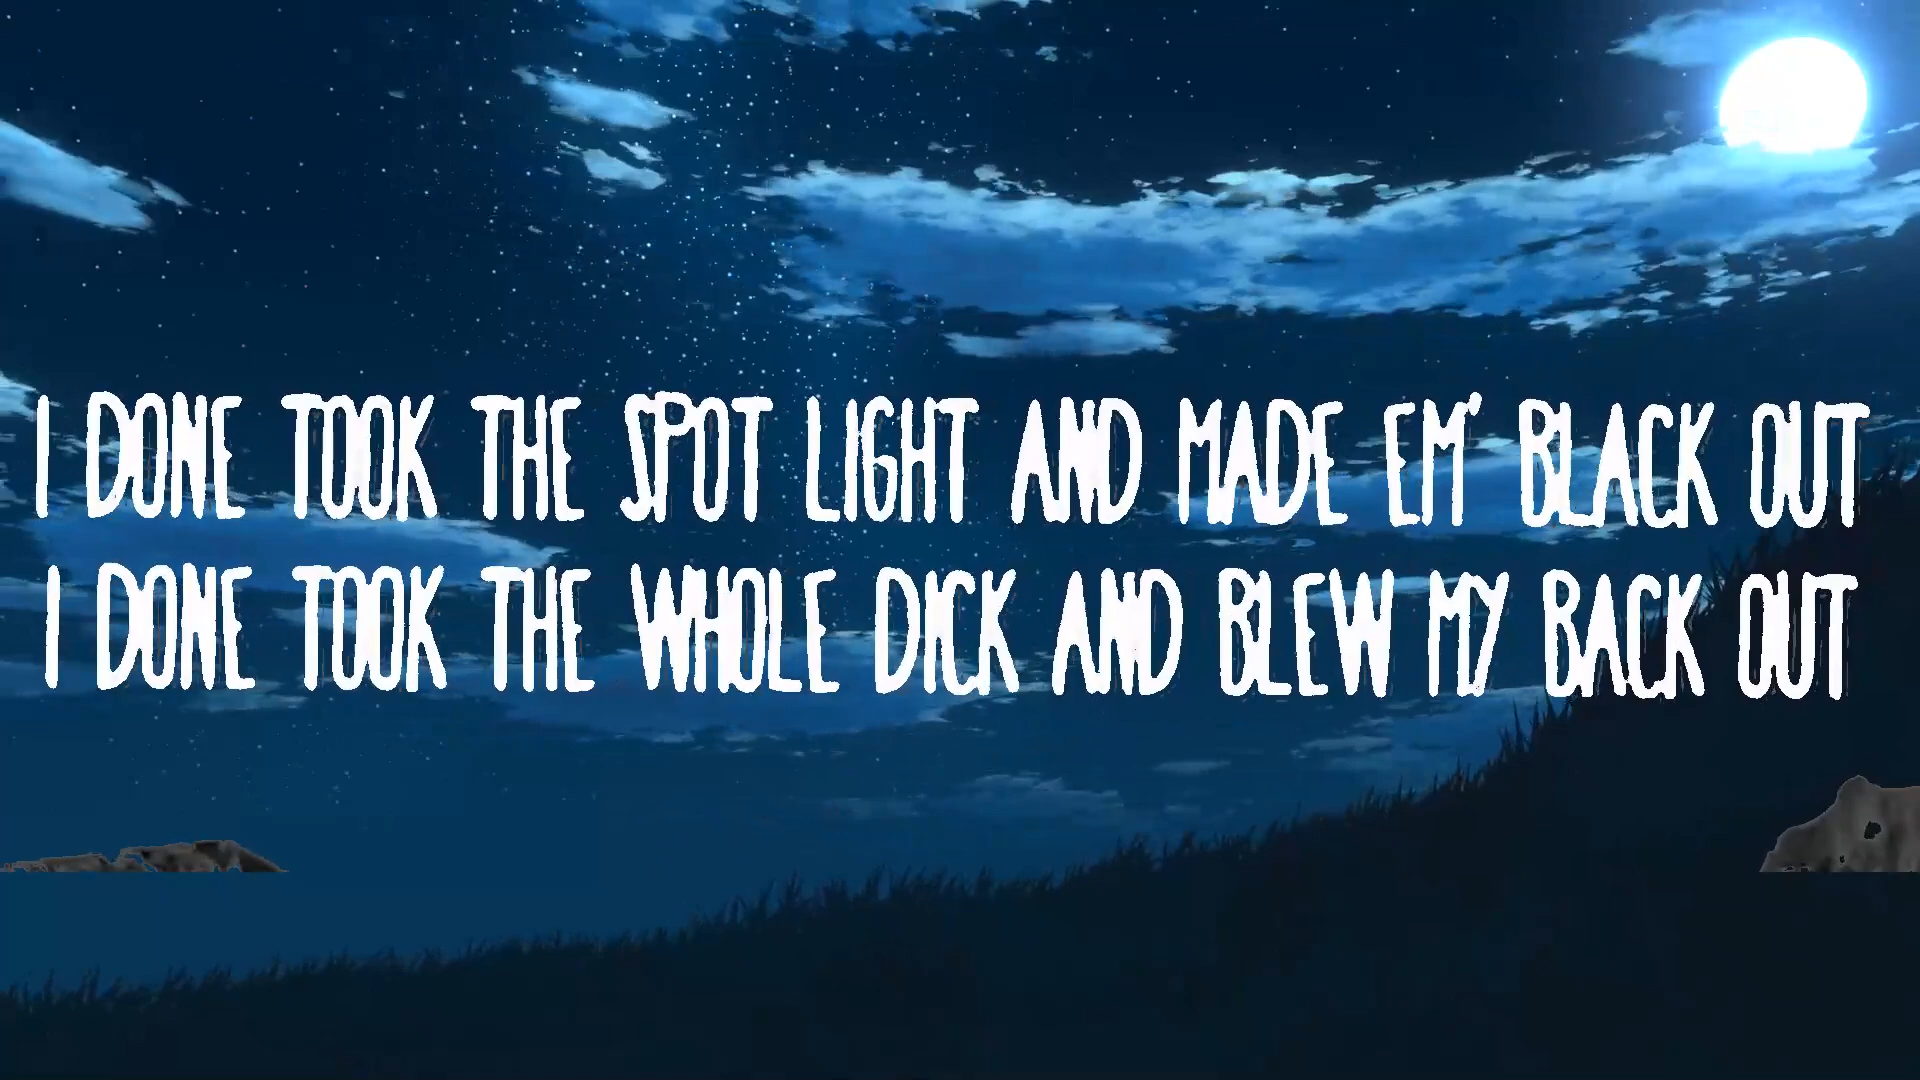 I DONE TOOK THE SPOT LIGHT AND MADE EM' BLACK OUT
I DONE TOOK THE WHOLE DICK AND BLEW MY BACK OUT